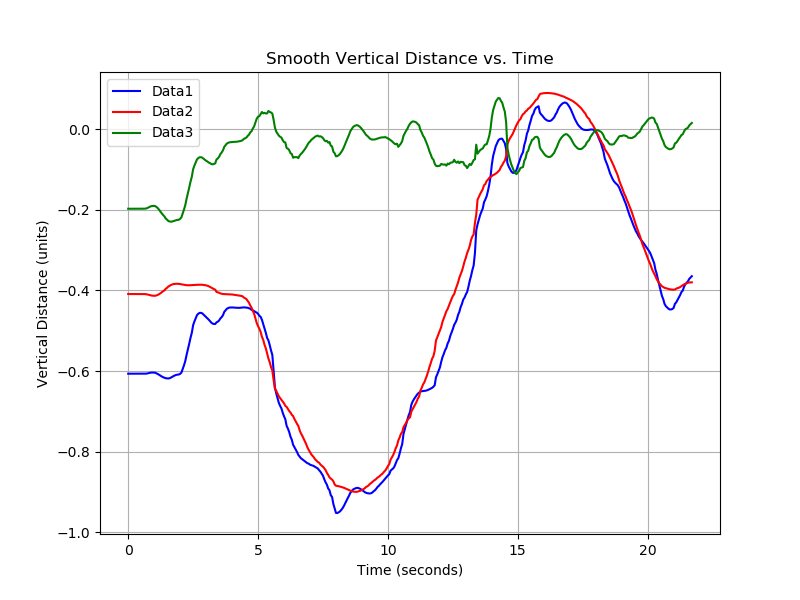 Smooth Vertical Distance vs. Time
Data1
Data2
Data3
Vertical Distance (units)
0.0
−0.2
−0.4
−0.6
−0.8
−1.0
0
5
10
15
20
Time (seconds)